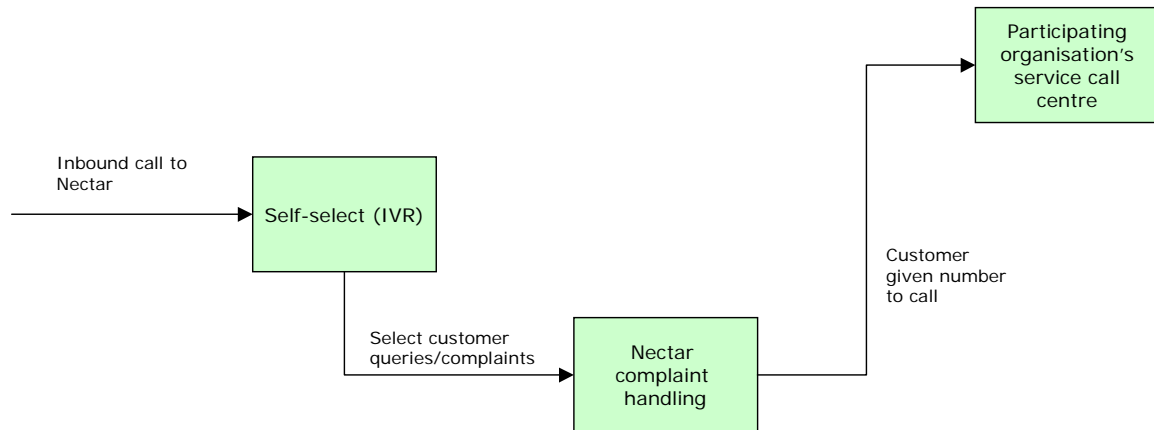 Inbound call to
Nectar
Self-select (IVR)
Select customer
queries/complaints
Nectar
complaint
handling
Customer
given number
to call
Participating
organisation's
service call
centre